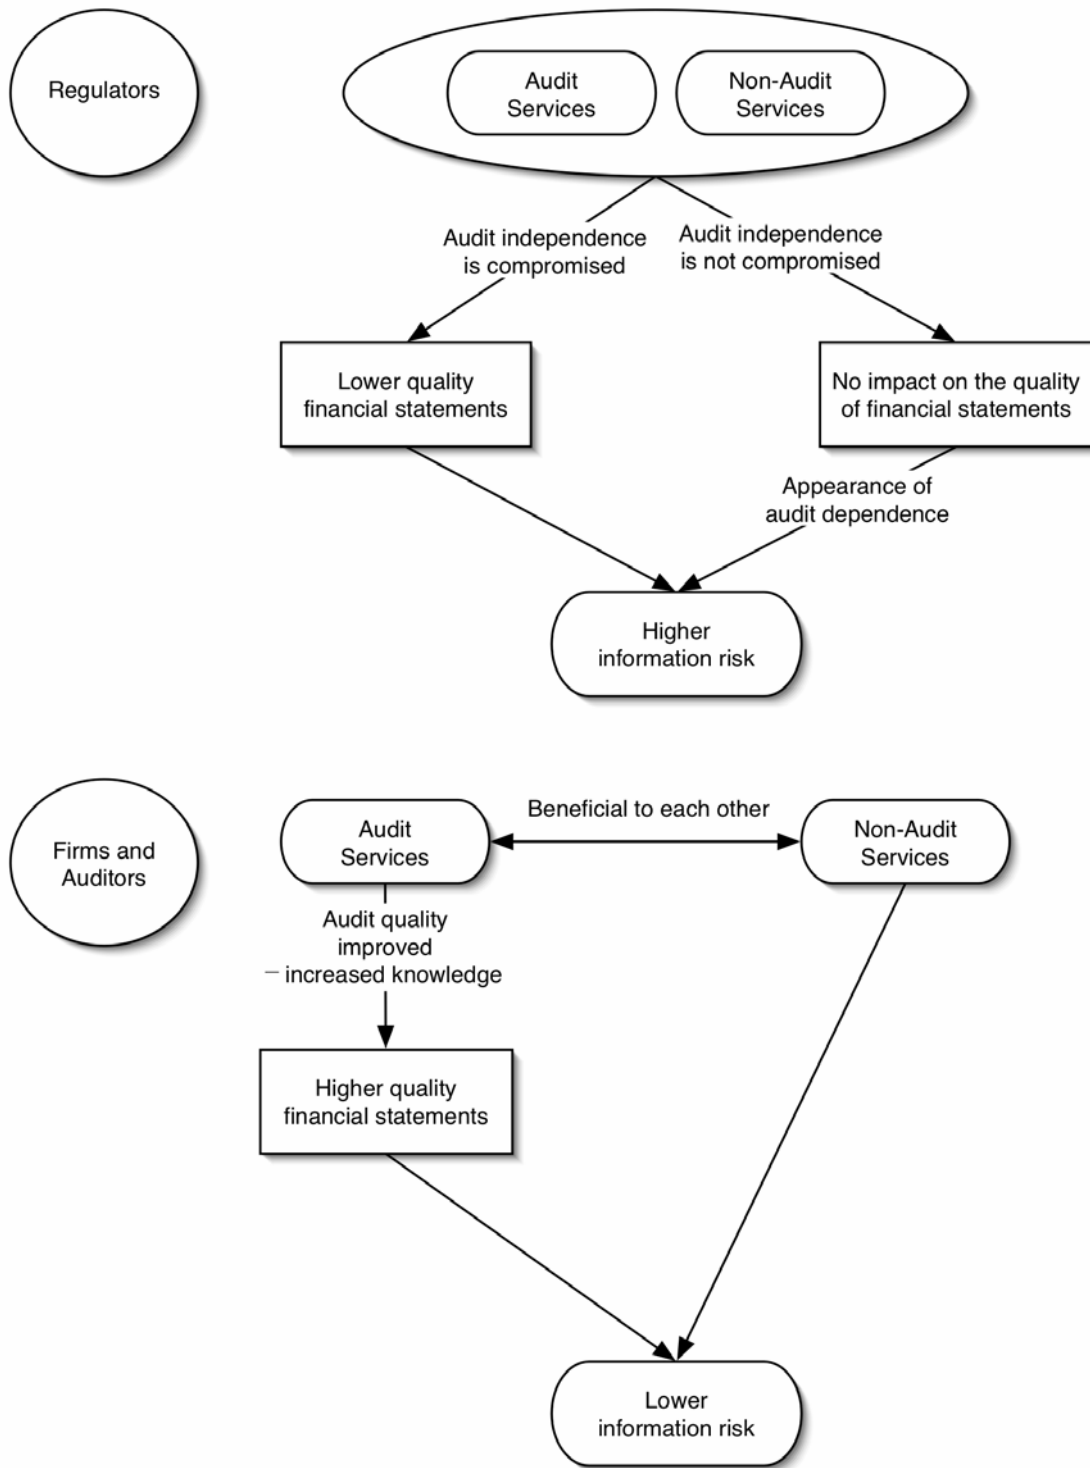 Regulators
Audit
Services
Non-Audit
Services
Audit independence
is compromised
Audit independence
is not compromised
Lower quality
financial statements
No impact on the quality
of financial statements
Appearance of
audit dependence
Higher
information risk
Firms and
Auditors
Audit
Services
Beneficial to each other
Non-Audit
Services
Audit quality
improved
– increased knowledge
Higher quality
financial statements
Lower
information risk